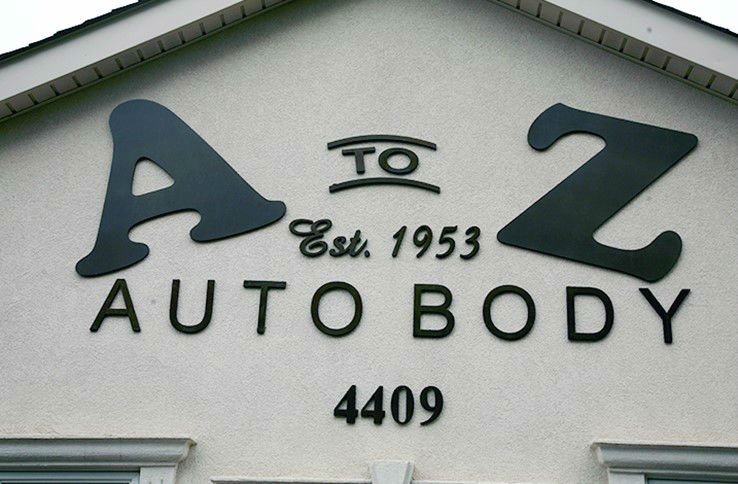 A TO Z
Est. 1953
AUTO BODY
4409